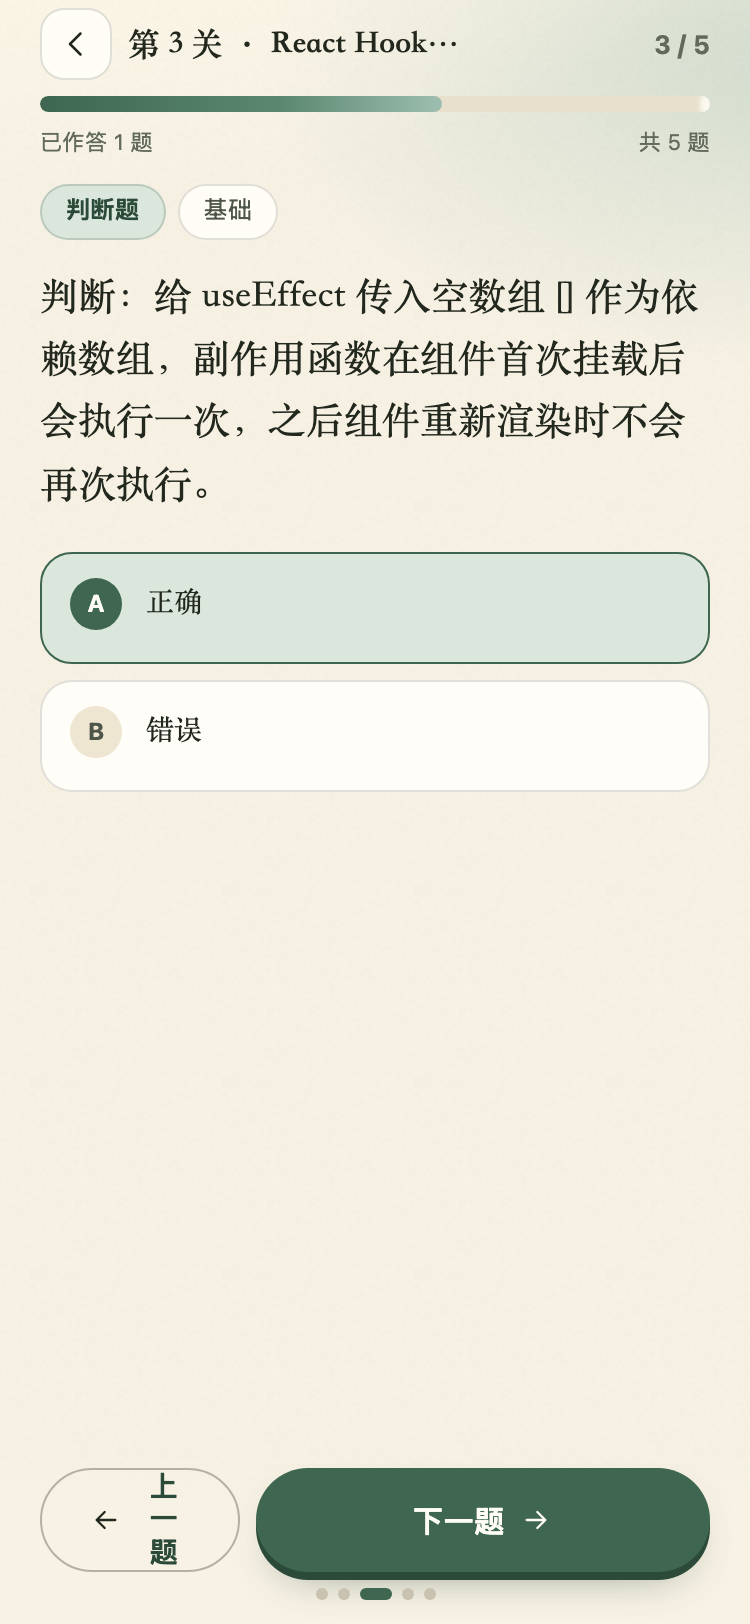 第 3 关 · React Hook…
3 / 5
已作答 1 题
共 5 题
判断题
基础
判断：给 useEffect 传入空数组 [] 作为依
赖数组，副作用函数在组件首次挂载后
会执行一次，之后组件重新渲染时不会
再次执行。
A 正确
B 错误
← 上
一
题
下一题 →